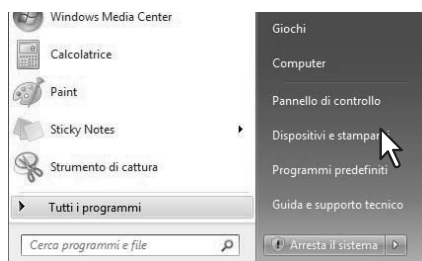 Windows Media Center
Calcolatrice
Paint
Sticky Notes
Strumento di cattura
Tutti i programmi
Cerca programmi e file
Giochi
Computer
Pannello di controllo
Dispositivi e stampanti
Programmi predefiniti
Guida e supporto tecnico
Arresta il sistema